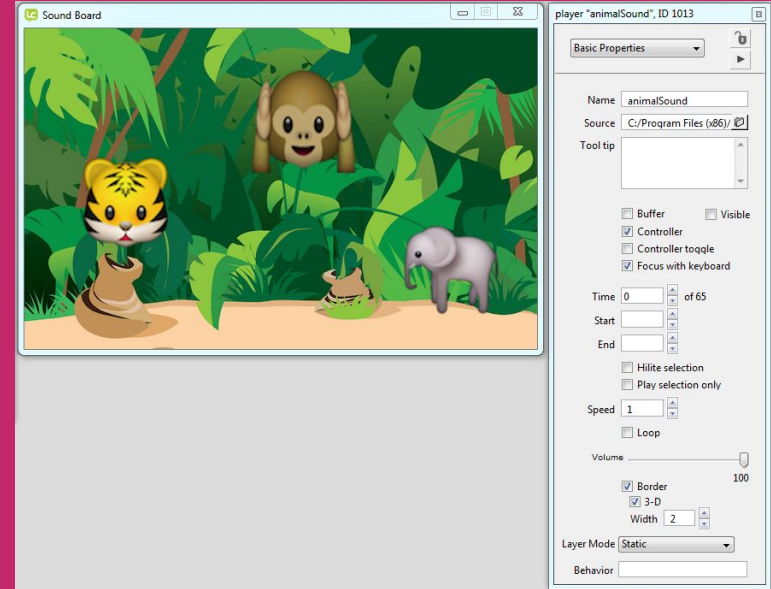 LC Sound Board
player "animalSound", ID 1013
Basic Properties
Name animalSound
Source C:/Program Files (x86)/
Tool tip
Buffer Visible
Controller
Controller toggle
Focus with keyboard
Time 0 of 65
Start
End
Hilite selection
Play selection only
Speed 1
Loop
Volume
100
Border
3-D
Width 2
Layer Mode Static
Behavior